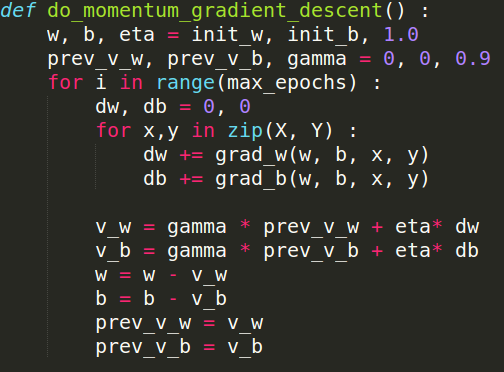 def do_momentum_gradient_descent() :
    w, b, eta = init_w, init_b, 1.0
    prev_v_w, prev_v_b, gamma = 0, 0, 0.9
    for i in range(max_epochs) :
        dw, db = 0, 0
        for x,y in zip(X, Y) :
            dw += grad_w(w, b, x, y)
            db += grad_b(w, b, x, y)

        v_w = gamma * prev_v_w + eta* dw
        v_b = gamma * prev_v_b + eta* db
        w = w - v_w
        b = b - v_b
        prev_v_w = v_w
        prev_v_b = v_b